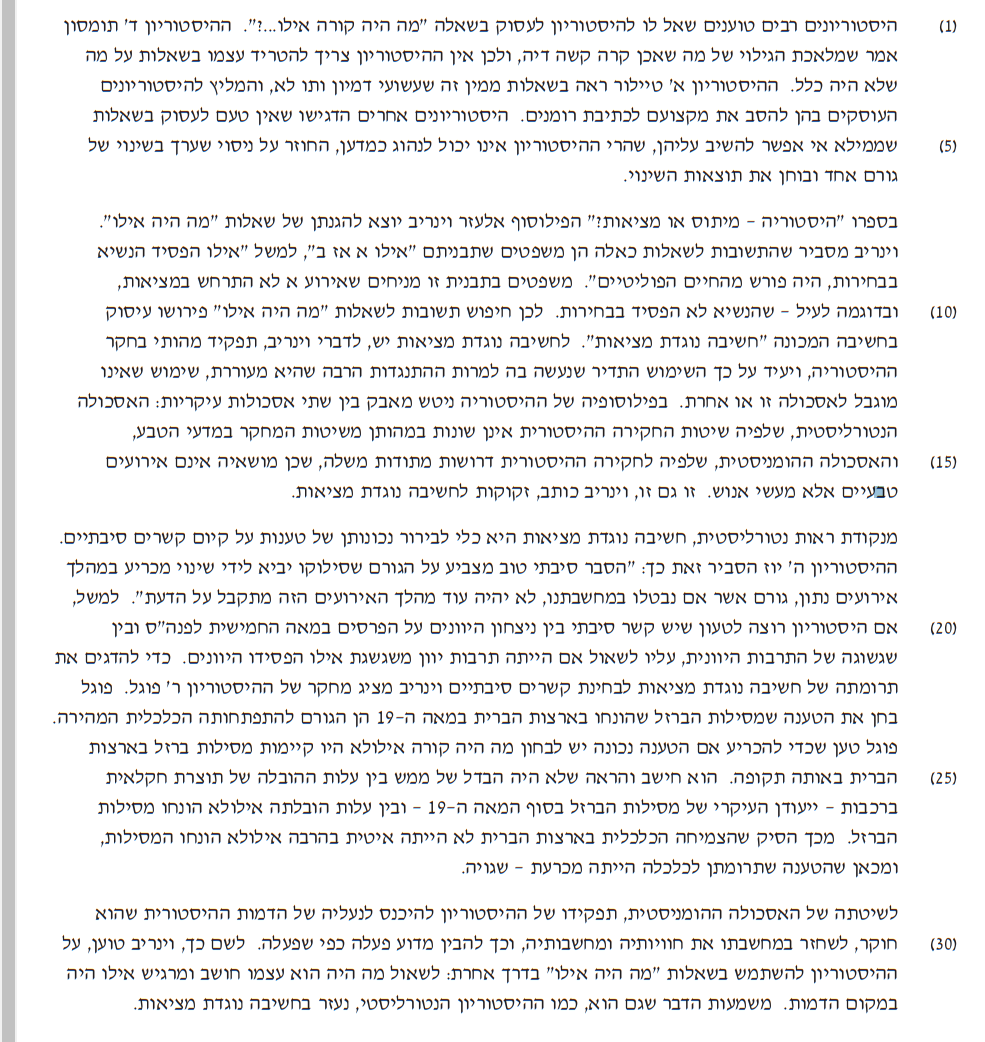 (1) היסטוריונים רבים טוענים שאל לו להיסטוריון לעסוק בשאלה "מה היה קורה אילו...?". ההיסטוריון ד' תומסון
אמר שמלאכת הגילוי של מה שאכן קרה קשה דיה, ולכן אין ההיסטוריון צריך להטריד עצמו בשאלות על מה
שלא היה כלל. ההיסטוריון א' טיילור ראה בשאלות ממין זה שעשועי דמיון ותו לא, והמליץ להיסטוריונים
העוסקים בהן להסב את מקצועם לכתיבת רומנים. היסטוריונים אחרים הדגישו שאין טעם לעסוק בשאלות
(5) שממילא אי אפשר להשיב עליהן, שהרי ההיסטוריון אינו יכול לנהוג כמדען, החוזר על ניסוי שערך בשינוי של
גורם אחד ובוחן את תוצאות השינוי.
בספרו "היסטוריה – מיתוס או מציאות?" הפילוסוף אלעזר וינריב יוצא להגנתן של שאלות "מה היה אילו".
וינריב מסביר שהתשובות לשאלות כאלה הן משפטים שתבניתם "אילו א אז ב", למשל "אילו הפסיד הנשיא
בבחירות, היה פורש מהחיים הפוליטיים". משפטים בתבנית זו מניחים שאירוע א לא התרחש במציאות,
(10) ובדוגמה לעיל – שהנשיא לא הפסיד בבחירות. לכן חיפוש תשובות לשאלות "מה היה אילו" פירושו עיסוק
בחשיבה המכונה "חשיבה נוגדת מציאות". לחשיבה נוגדת מציאות יש, לדברי וינריב, תפקיד מהותי בחקר
ההיסטוריה, ויעיד על כך השימוש התדיר שנעשה בה למרות ההתנגדות הרבה שהיא מעוררת, שימוש שאינו
מוגבל לאסכולה זו או אחרת. בפילוסופיה של ההיסטוריה ניטש מאבק בין שתי אסכולות עיקריות: האסכולה
הנטורליסטית, שלפיה שיטות החקירה ההיסטורית אינן שונות במהותן משיטות המחקר במדעי הטבע,
(15) והאסכולה ההומניסטית, שלפיה לחקירה ההיסטורית דרושות מתודות משלה, שכן מושאיה אינם אירועים
טבעיים אלא מעשי אנוש. זו גם זו, וינריב כותב, זקוקות לחשיבה נוגדת מציאות.
מנקודת ראות נטורליסטית, חשיבה נוגדת מציאות היא כלי לבירור נכונותן של טענות על קיום קשרים סיבתיים.
ההיסטוריון ה' יוז הסביר זאת כך: "הסבר סיבתי טוב מצביע על הגורם שסילוקו יביא לידי שינוי מכריע במהלך
אירועים נתון, גורם אשר אם נבטלו במחשבתנו, לא יהיה עוד מהלך האירועים הזה מתקבל על הדעת". למשל,
(20) אם היסטוריון רוצה לטעון שיש קשר סיבתי בין ניצחון היוונים על הפרסים במאה החמישית לפנה"ס ובין
שגשוגה של התרבות היוונית, עליו לשאול אם הייתה תרבות יוון משגשגת אילו הפסידו היוונים. כדי להדגים את
תרומתה של חשיבה נוגדת מציאות לבחינת קשרים סיבתיים וינריב מציג מחקר של ההיסטוריון ר' פוגל. פוגל
בחן את הטענה שמסילות הברזל שהונחו בארצות הברית במאה ה-19 הן הגורם להתפתחותה הכלכלית המהירה.
פוגל טען שכדי להכריע אם הטענה נכונה יש לבחון מה היה קורה אילולא היו קיימות מסילות ברזל בארצות
(25) הברית באותה תקופה. הוא חישב והראה שלא היה הבדל של ממש בין עלות ההובלה של תוצרת חקלאית
ברכבות – ייעודן העיקרי של מסילות הברזל בסוף המאה ה-19 – ובין עלות הובלתה אילולא הונחו מסילות
הברזל. מכך הסיק שהצמיחה הכלכלית בארצות הברית לא הייתה איטית בהרבה אילולא הונחו המסילות,
ומכאן שהטענה שתרומתן לכלכלה הייתה מכרעת – שגויה.
לשיטתה של האסכולה ההומניסטית, תפקידו של ההיסטוריון להיכנס לנעליה של הדמות ההיסטורית שהוא
(30) חוקר, לשחזר במחשבתו את חוויותיה ומחשבותיה, וכך להבין מדוע פעלה כפי שפעלה. לשם כך, וינריב טוען, על
ההיסטוריון להשתמש בשאלות "מה היה אילו" בדרך אחרת: לשאול מה היה הוא עצמו חושב ומרגיש אילו היה
במקום הדמות. משמעות הדבר שגם הוא, כמו ההיסטוריון הנטורליסטי, נעזר בחשיבה נוגדת מציאות.